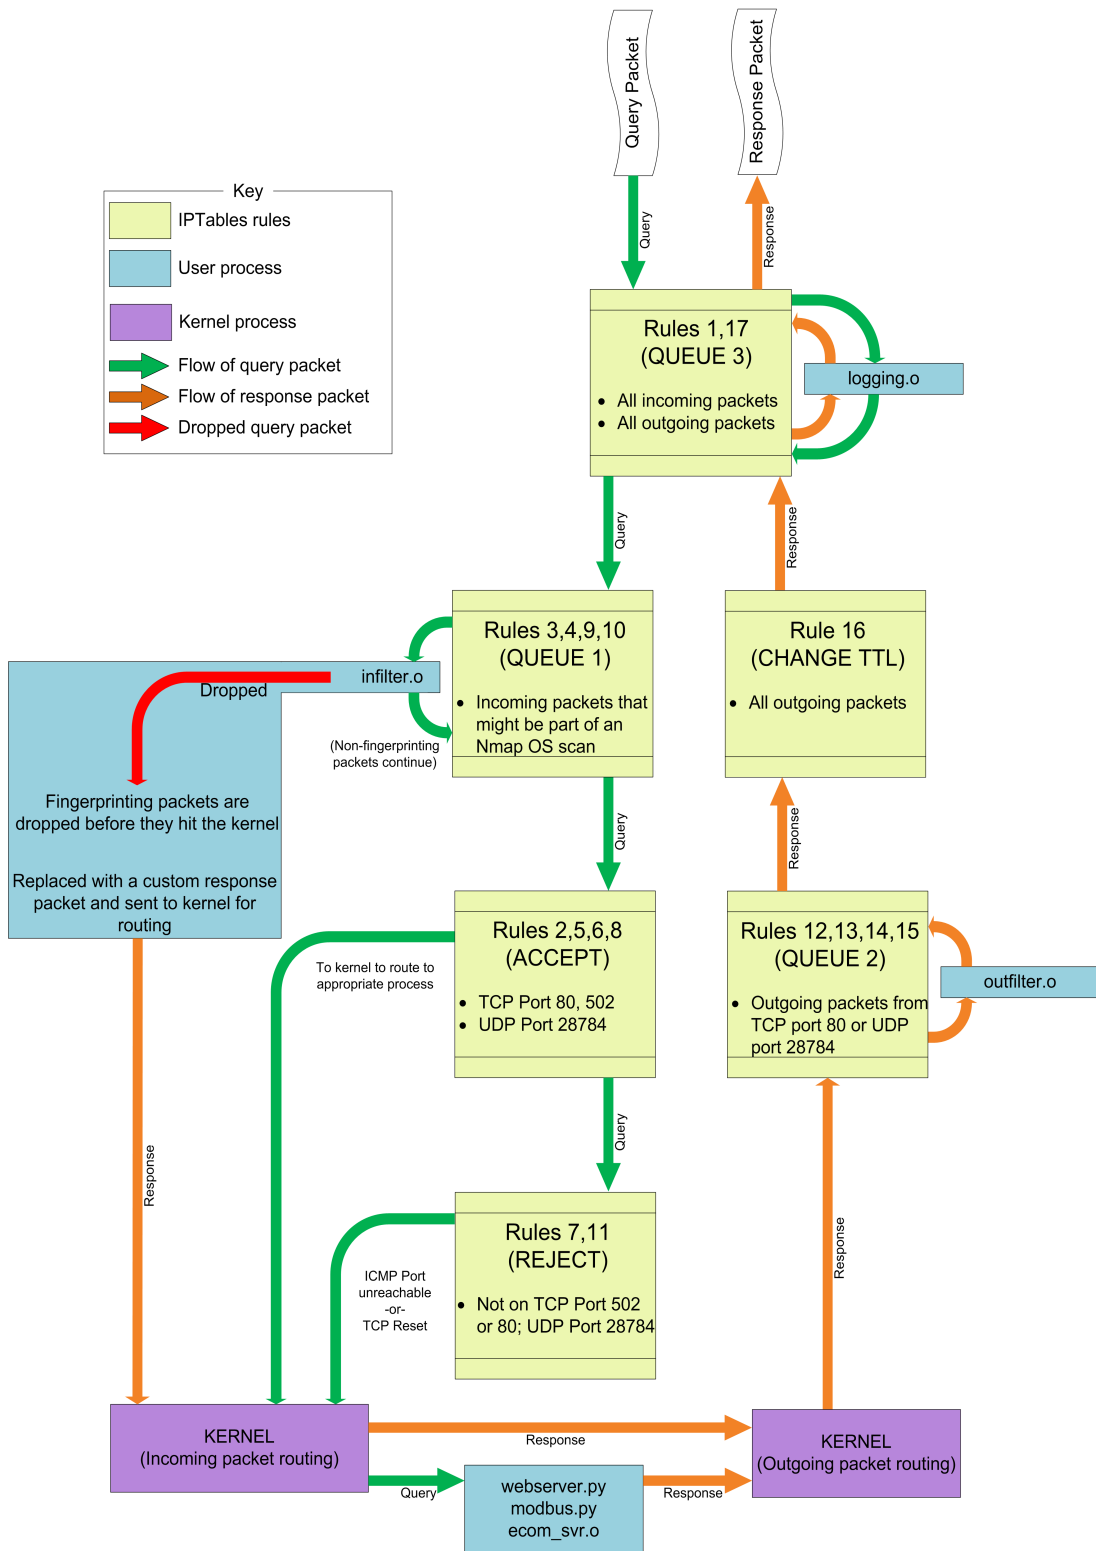 Query Packet
Response Packet
Key
IPTables rules
User process
Kernel process
Flow of query packet
Flow of response packet
Dropped query packet
Query
Response
Rules 1,17
(QUEUE 3)
• All incoming packets
• All outgoing packets
logging.o
Query
Response
Rules 3,4,9,10
(QUEUE 1)
• Incoming packets that
might be part of an
Nmap OS scan
Rule 16
(CHANGE TTL)
• All outgoing packets
infilter.o
Dropped
(Non-fingerprinting
packets continue)
Fingerprinting packets are
dropped before they hit the kernel
Replaced with a custom response
packet and sent to kernel for
routing
Query
Response
Rules 2,5,6,8
(ACCEPT)
• TCP Port 80, 502
• UDP Port 28784
To kernel to route to
appropriate process
Rules 12,13,14,15
(QUEUE 2)
• Outgoing packets from
TCP port 80 or UDP
port 28784
outfilter.o
Response
Query
Response
Rules 7,11
(REJECT)
• Not on TCP Port 502
or 80; UDP Port 28784
ICMP Port
unreachable
-or-
TCP Reset
KERNEL
(Incoming packet routing)
Response
KERNEL
(Outgoing packet routing)
Query
webserver.py
modbus.py
ecom_svr.o
Response